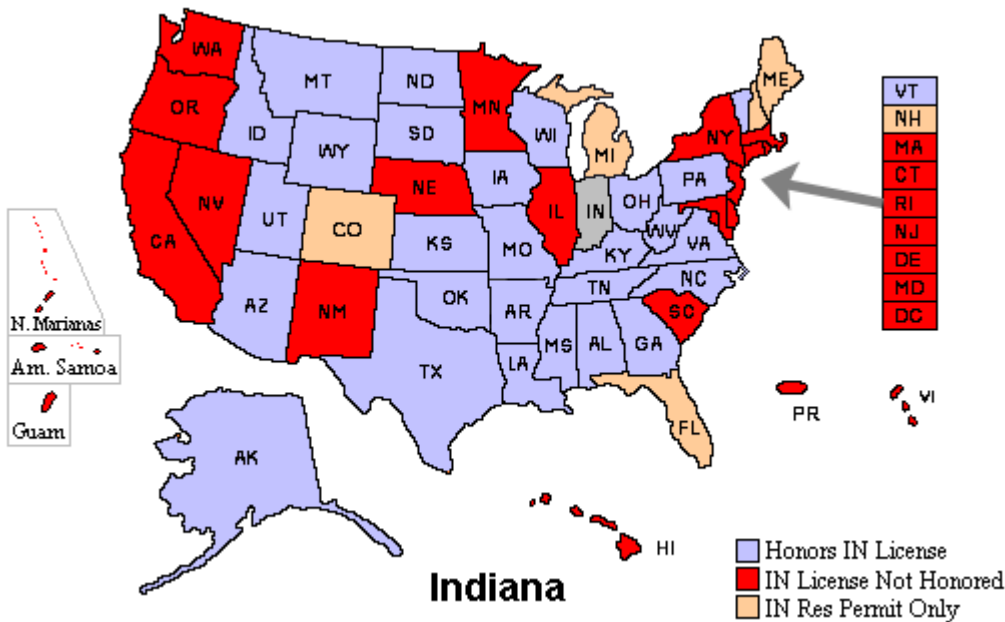 WA
MT
ND
MN
ME
VT
NH
OR
ID
SD
WI
MI
NY
MA
WY
CT
NV
NE
IA
PA
RI
CA
UT
CO
IL
IN
OH
NJ
KS
MO
WV
VA
DE
KY
MD
AZ
NM
OK
TN
NC
DC
AR
SC
N. Marianas
TX
MS
AL
GA
LA
Am. Samoa
Guam
FL
PR
VI
AK
HI
Honors IN License
IN License Not Honored
IN Res Permit Only
Indiana